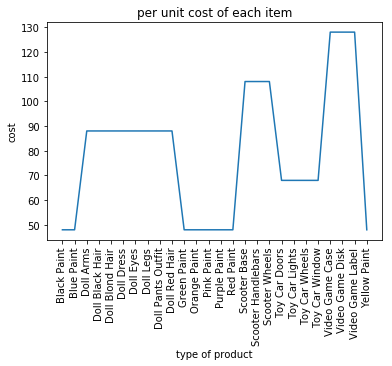 per unit cost of each item
130
120
110
100
90
80
70
60
50
cost
Black Paint
Blue Paint
Doll Arms
Doll Black Hair
Doll Blond Hair
Doll Dress
Doll Eyes
Doll Legs
Doll Pants Outfit
Doll Red Hair
Green Paint
Orange Paint
Pink Paint
Purple Paint
Red Paint
Scooter Base
Scooter Handlebars
Scooter Wheels
Toy Car Doors
Toy Car Lights
Toy Car Wheels
Toy Car Window
Video Game Case
Video Game Disk
Video Game Label
Yellow Paint
type of product